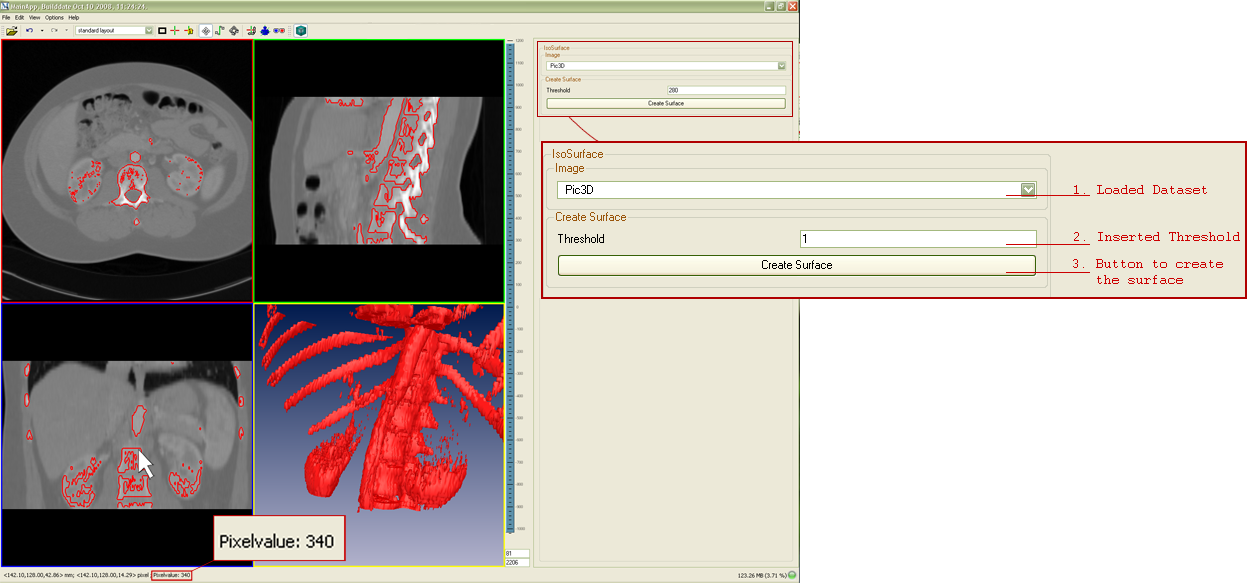 MainApp, Builddate Oct 10 2008, 11:24:24.
File Edit View Options Help
standard layout
IsoSurface
Image
Pic3D
Create Surface
Threshold 280
Create Surface
IsoSurface
Image
Pic3D
1. Loaded Dataset
Create Surface
Threshold 1
2. Inserted Threshold
Create Surface
3. Button to create
the surface
Pixelvalue: 340
81
2206
<142.10,128.00,42.86> mm; <142.10,128.00,14.29> pixel Pixelvalue: 340
123.26 MB (3.71 %)